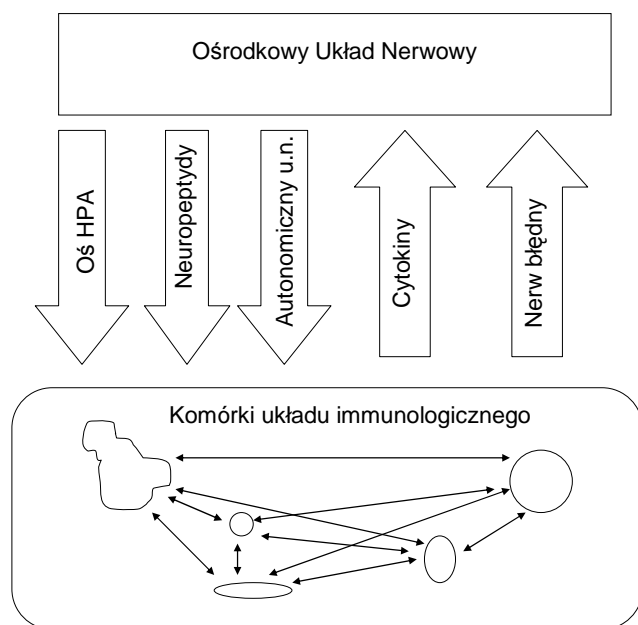 Ośrodkowy Układ Nerwowy
Oś HPA
Neuropeptydy
Autonomiczny u.n.
Cytokiny
Nerw błędny
Komórki układu immunologicznego